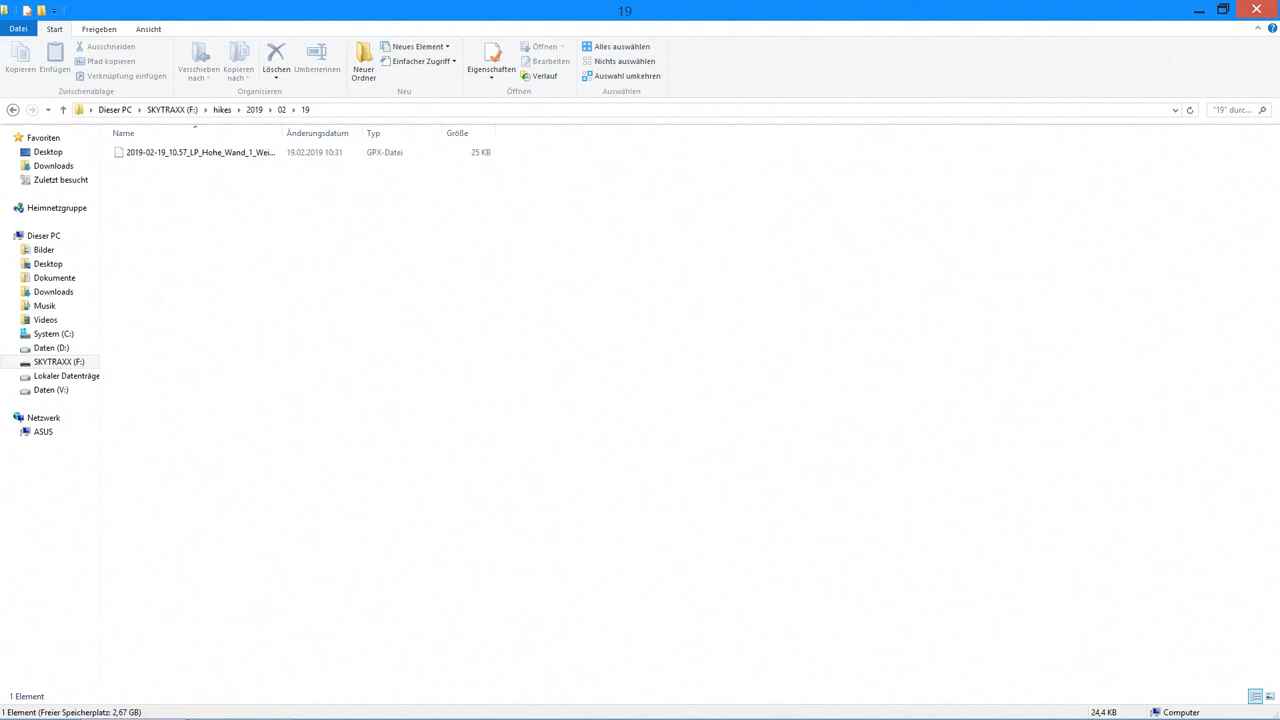 19
Datei Start Freigeben Ansicht
Kopieren
Einfügen
Ausschneiden
Pfad kopieren
Verknüpfung einfügen
Zwischenablage
Verschieben nach
Kopieren nach
Löschen
Umbenennen
Organisieren
Neuer Ordner
Neues Element
Einfacher Zugriff
Neu
Eigenschaften
Öffnen
Bearbeiten
Verlauf
Öffnen
Alles auswählen
Nichts auswählen
Auswahl umkehren
Auswählen
Dieser PC SKYTRAXX (F:) hikes 2019 02 19
"19" durc...
Name Änderungsdatum Typ Größe
2019-02-19_10.57_LP_Hohe_Wand_1_Wei... 19.02.2019 10:31 GPX-Datei 25 KB
Favoriten
Desktop
Downloads
Zuletzt besucht
Heimnetzgruppe
Dieser PC
Bilder
Desktop
Dokumente
Downloads
Musik
Videos
System (C:)
Daten (D:)
SKYTRAXX (F:)
Lokaler Datenträge
Daten (V:)
Netzwerk
ASUS
1 Element
1 Element (Freier Speicherplatz: 2,67 GB) 24,4 KB Computer